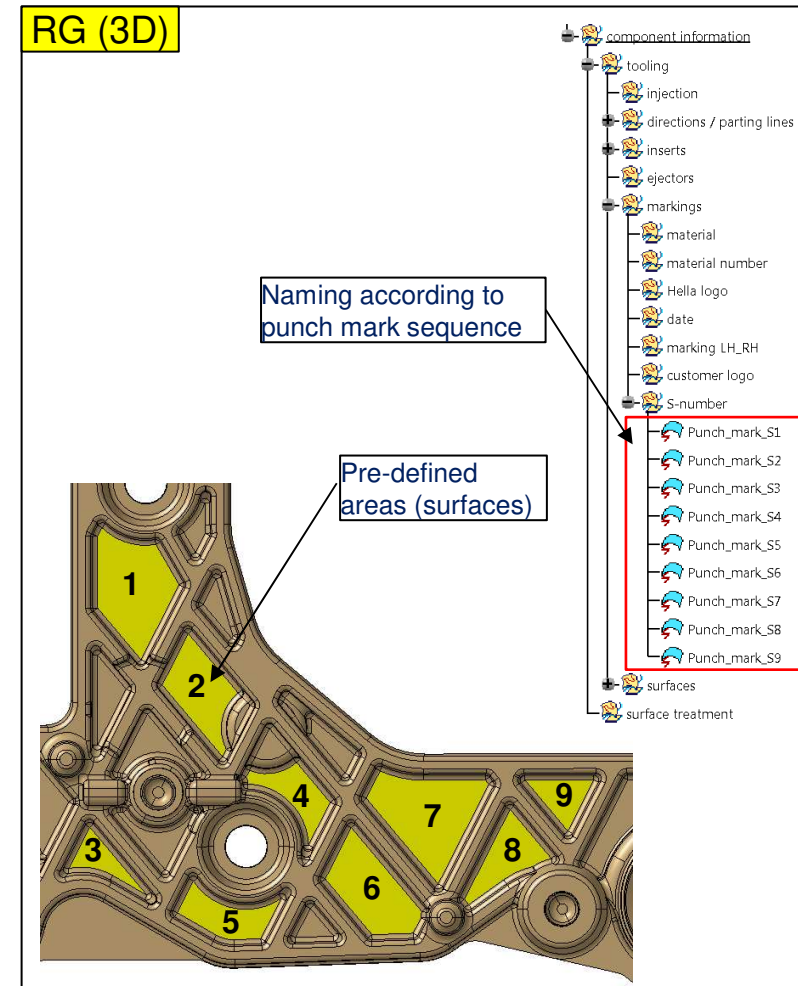 RG (3D)
component information
tooling
injection
directions / parting lines
inserts
ejectors
markings
material
material number
Hella logo
date
marking LH_RH
customer logo
S-number
Punch_mark_S1
Punch_mark_S2
Punch_mark_S3
Punch_mark_S4
Punch_mark_S5
Punch_mark_S6
Punch_mark_S7
Punch_mark_S8
Punch_mark_S9
surfaces
surface treatment
Naming according to
punch mark sequence
Pre-defined
areas (surfaces)
1
2
3
4
5
6
7
8
9